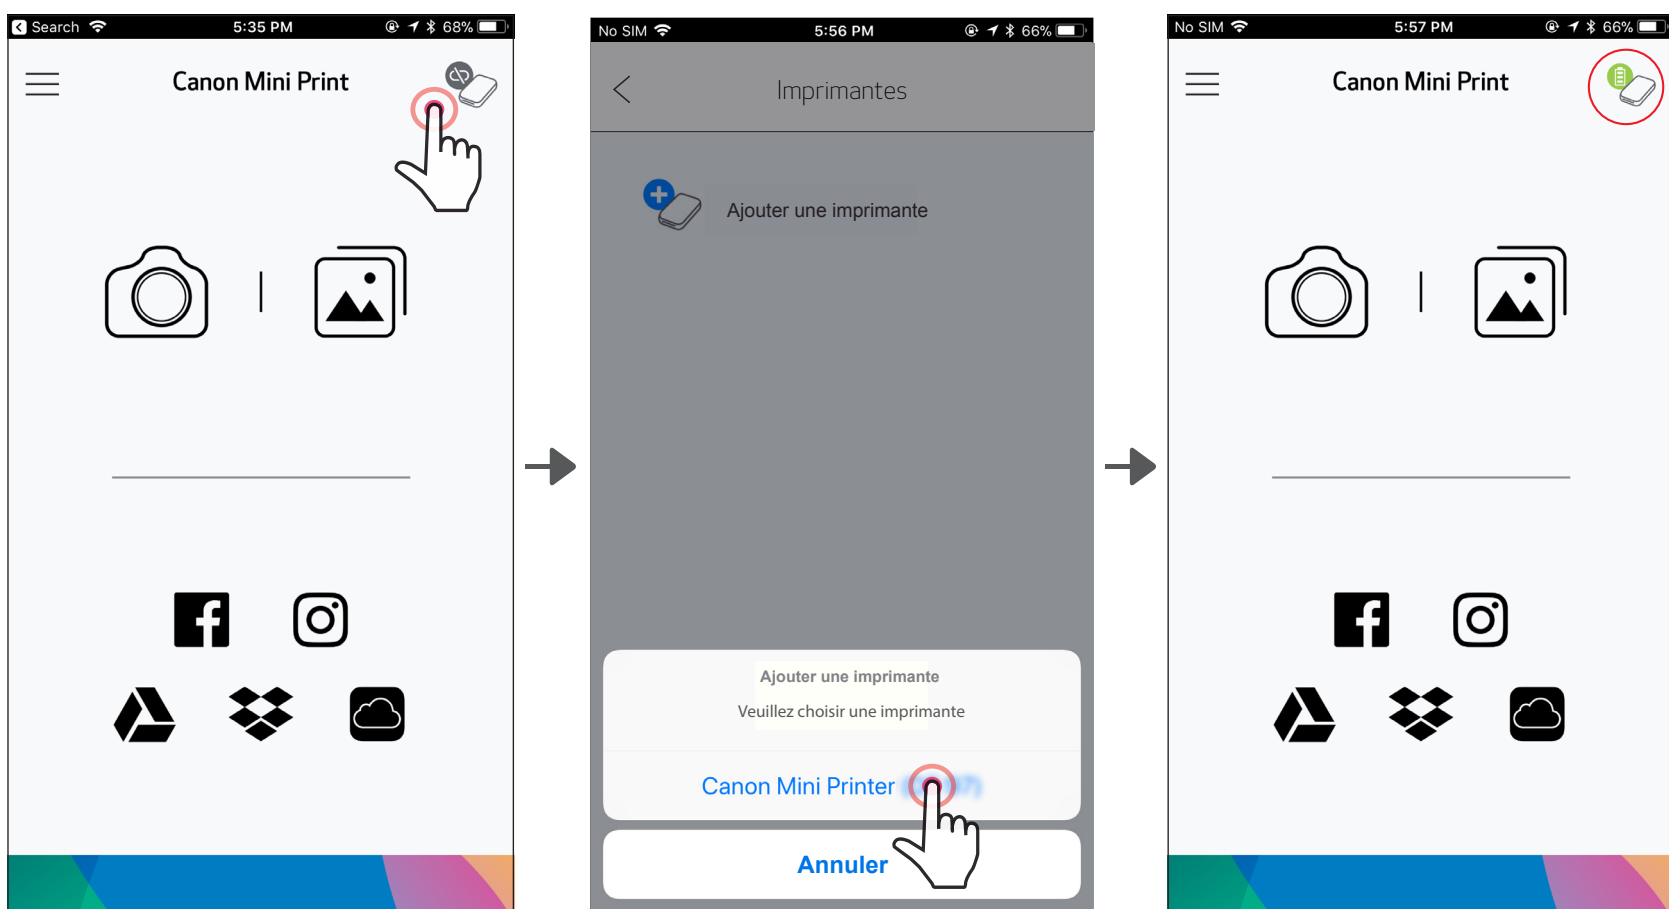 Search 5:35 PM 68%
Canon Mini Print
No SIM 5:56 PM 66%
Imprimantes
Ajouter une imprimante
Ajouter une imprimante
Veuillez choisir une imprimante
Canon Mini Printer
Annuler
No SIM 5:57 PM 66%
Canon Mini Print